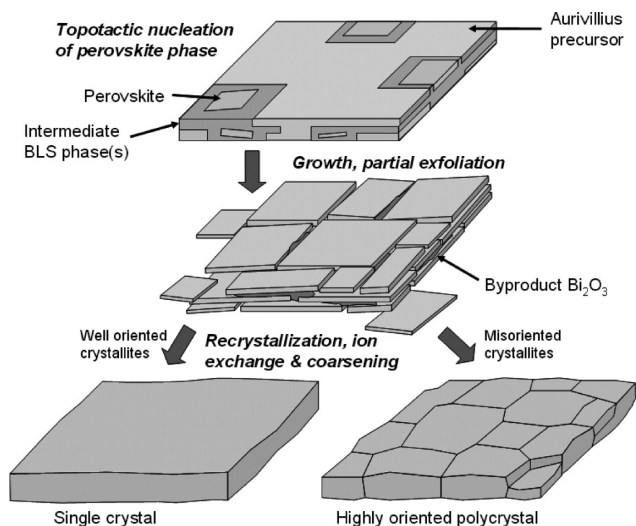 Topotactic nucleation
of perovskite phase
Aurivillius
precursor
Perovskite
Intermediate
BLS phase(s)
Growth, partial exfoliation
Byproduct Bi₂O₃
Well oriented
crystallites
Recrystallization, ion
exchange & coarsening
Misoriented
crystallites
Single crystal
Highly oriented polycrystal